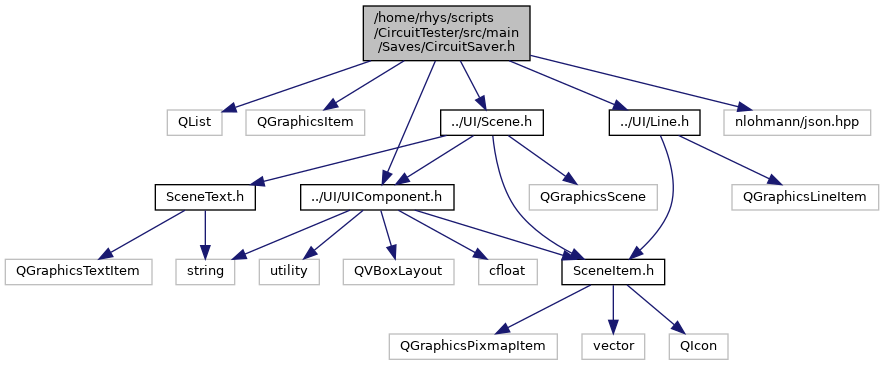 /home/rhys/scripts
/CircuitTester/src/main
/Saves/CircuitSaver.h
QList
QGraphicsItem
../UI/Scene.h
../UI/Line.h
nlohmann/json.hpp
SceneText.h
../UI/UIComponent.h
QGraphicsScene
QGraphicsLineItem
QGraphicsTextItem
string
utility
QVBoxLayout
cfloat
SceneItem.h
QGraphicsPixmapItem
vector
QIcon